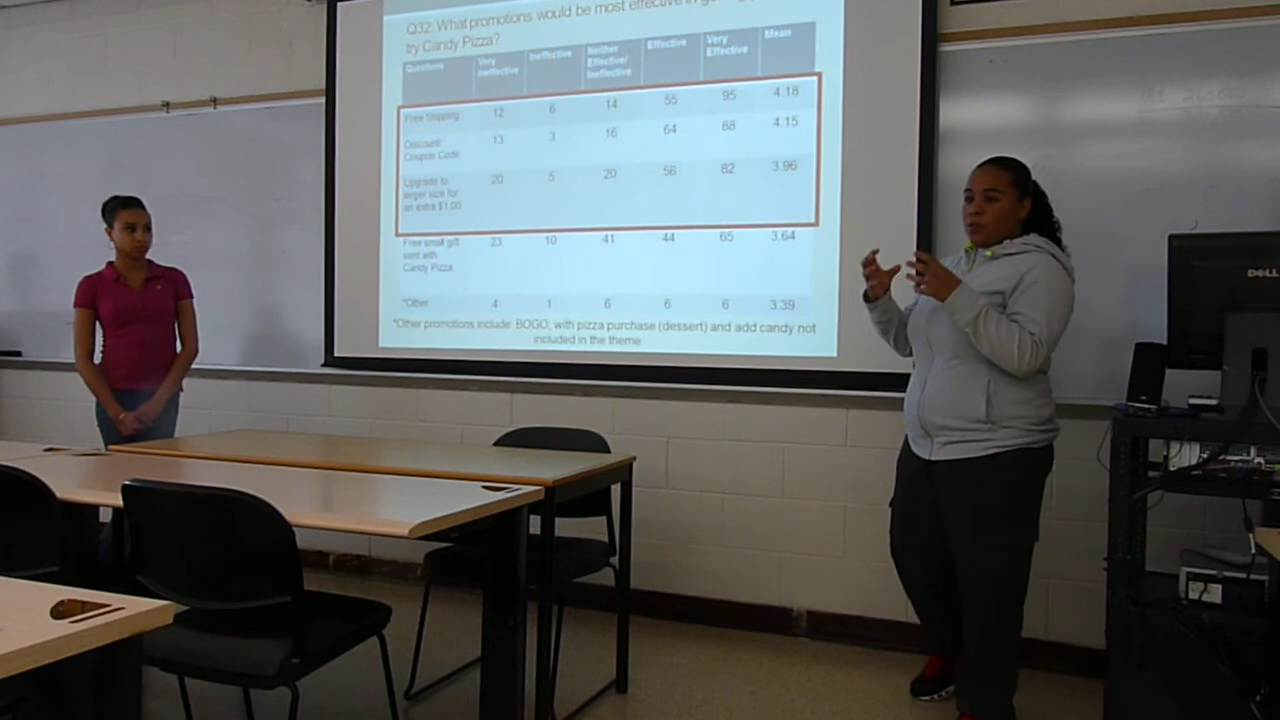 Q32: What promotions would be most effective in
try Candy Pizza?
Questions Very Ineffective Ineffective Neither Effective/ Ineffective Effective Very Effective Mean
Free Shipping 12 6 14 55 95 4.18
Discount/ Coupon Code 13 3 16 64 88 4.15
Upgrade to larger size for an extra $1.00 20 5 20 56 82 3.96
Free small gift sent with Candy Pizza 23 10 41 44 65 3.64
*Other 4 1 6 6 6 3.39
*Other promotions include: BOGO, with pizza purchase (dessert) and add candy not
included in the theme
DELL